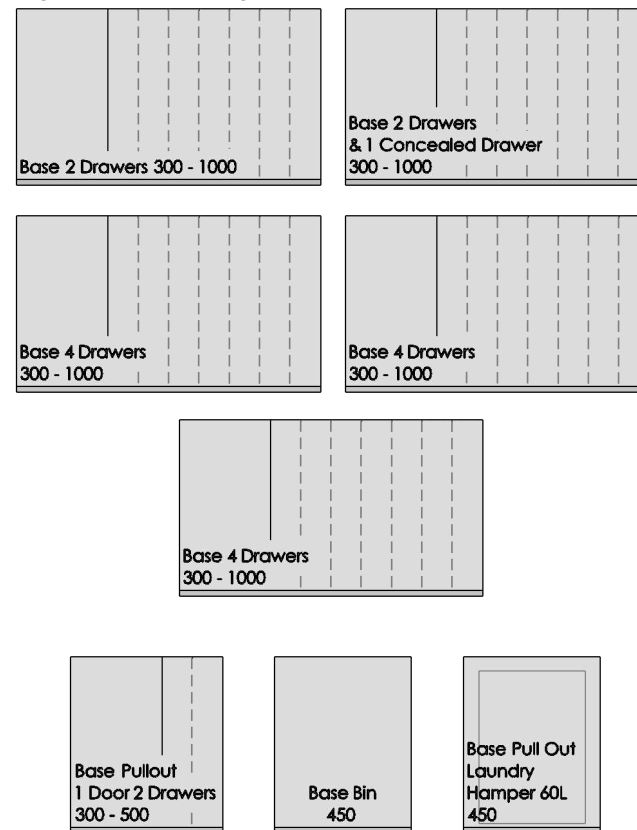 Base 2 Drawers 300 - 1000
Base 2 Drawers
& 1 Concealed Drawer
300 - 1000
Base 4 Drawers
300 - 1000
Base 4 Drawers
300 - 1000
Base 4 Drawers
300 - 1000
Base Pullout
1 Door 2 Drawers
300 - 500
Base Bin
450
Base Pull Out
Laundry
Hamper 60L
450